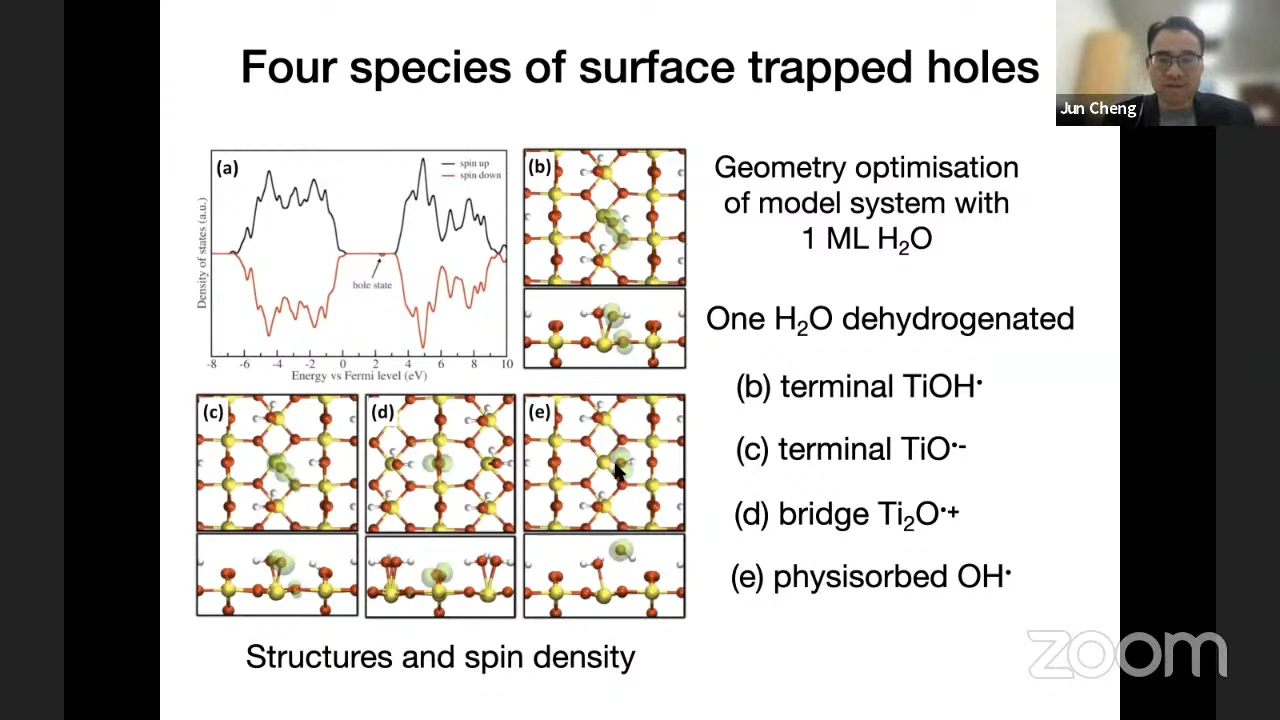 Four species of surface trapped holes
Jun Cheng
(a)
spin up
spin down
Density of states (a.u.)
hole state
-8 -6 -4 -2 0 2 4 6 8 10
Energy vs Fermi level (eV)
(b)
(c)
(d)
(e)
Structures and spin density
Geometry optimisation
of model system with
1 ML H₂O
One H₂O dehydrogenated
(b) terminal TiOH•
(c) terminal TiO•-
(d) bridge Ti₂O•+
(e) physisorbed OH•
zoom